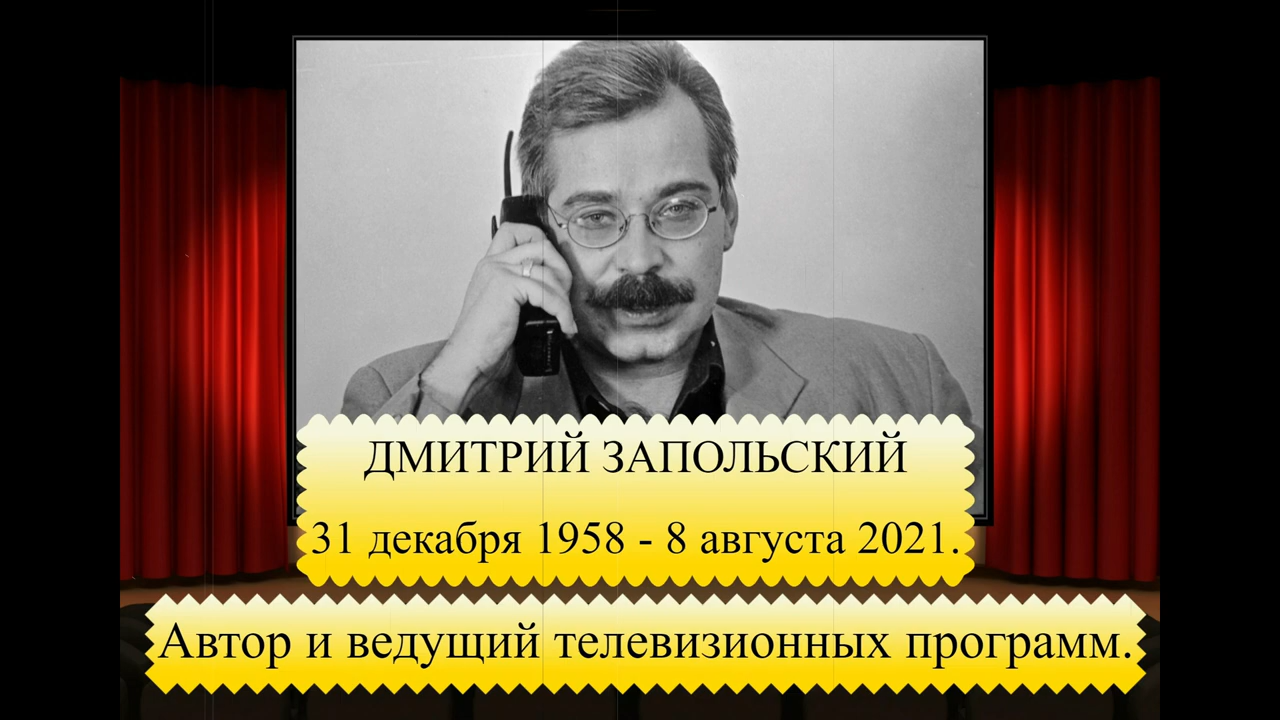 ДМИТРИЙ ЗАПОЛЬСКИЙ
31 декабря 1958 - 8 августа 2021.
Автор и ведущий телевизионных программ.